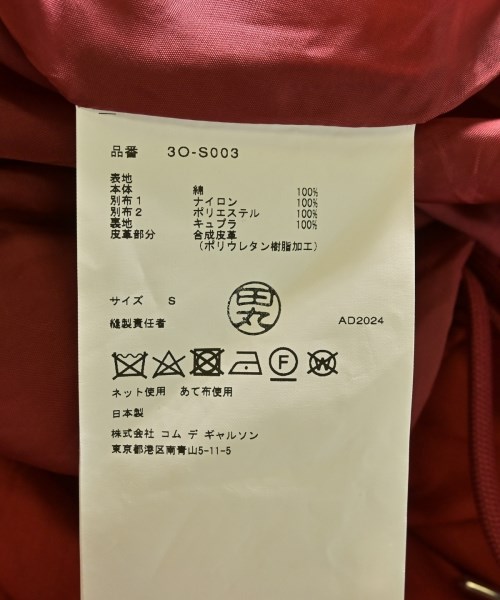 品番 3O-S003
表地
本体 綿 100%
別布1 ナイロン 100%
別布2 ポリエステル 100%
裏地 キュプラ 100%
皮革部分 合成皮革
(ポリウレタン樹脂加工)
サイズ S
田丸
縫製責任者 AD2024
F W
ネット使用 あて布使用
日本製
株式会社 コム デ ギャルソン
東京都港区南青山5-11-5